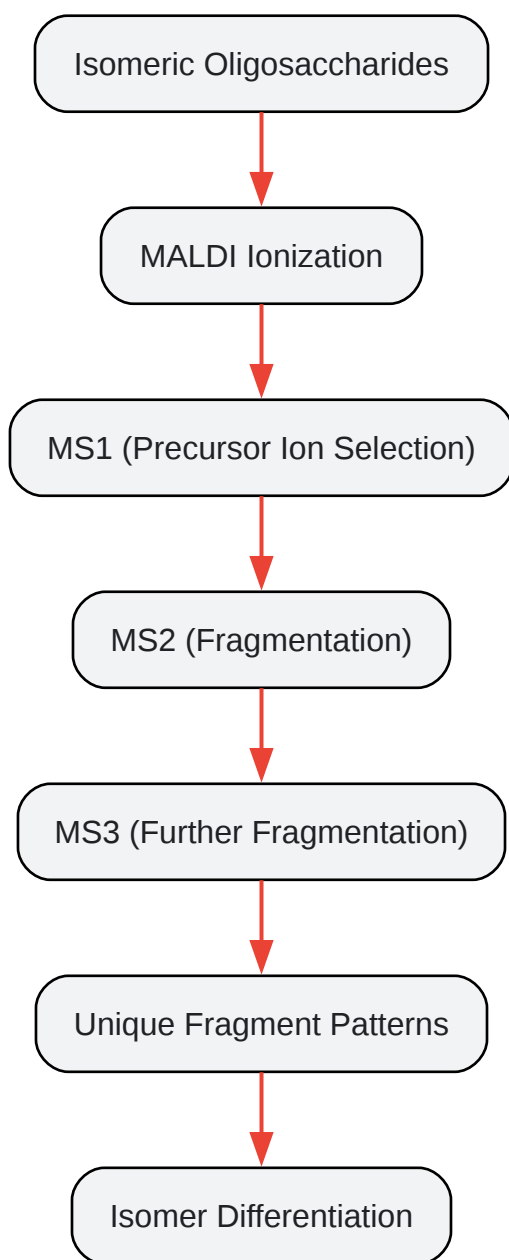 Isomeric Oligosaccharides
MALDI Ionization
MS1 (Precursor Ion Selection)
MS2 (Fragmentation)
MS3 (Further Fragmentation)
Unique Fragment Patterns
Isomer Differentiation